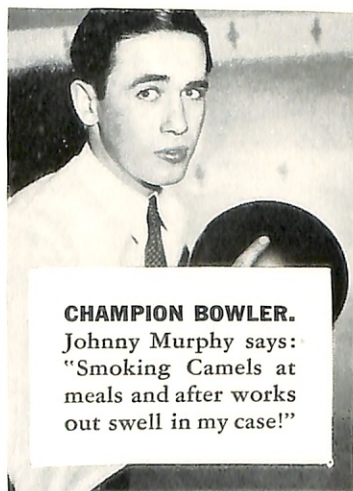 CHAMPION BOWLER.
Johnny Murphy says:
"Smoking Camels at
meals and after works
out swell in my case!"